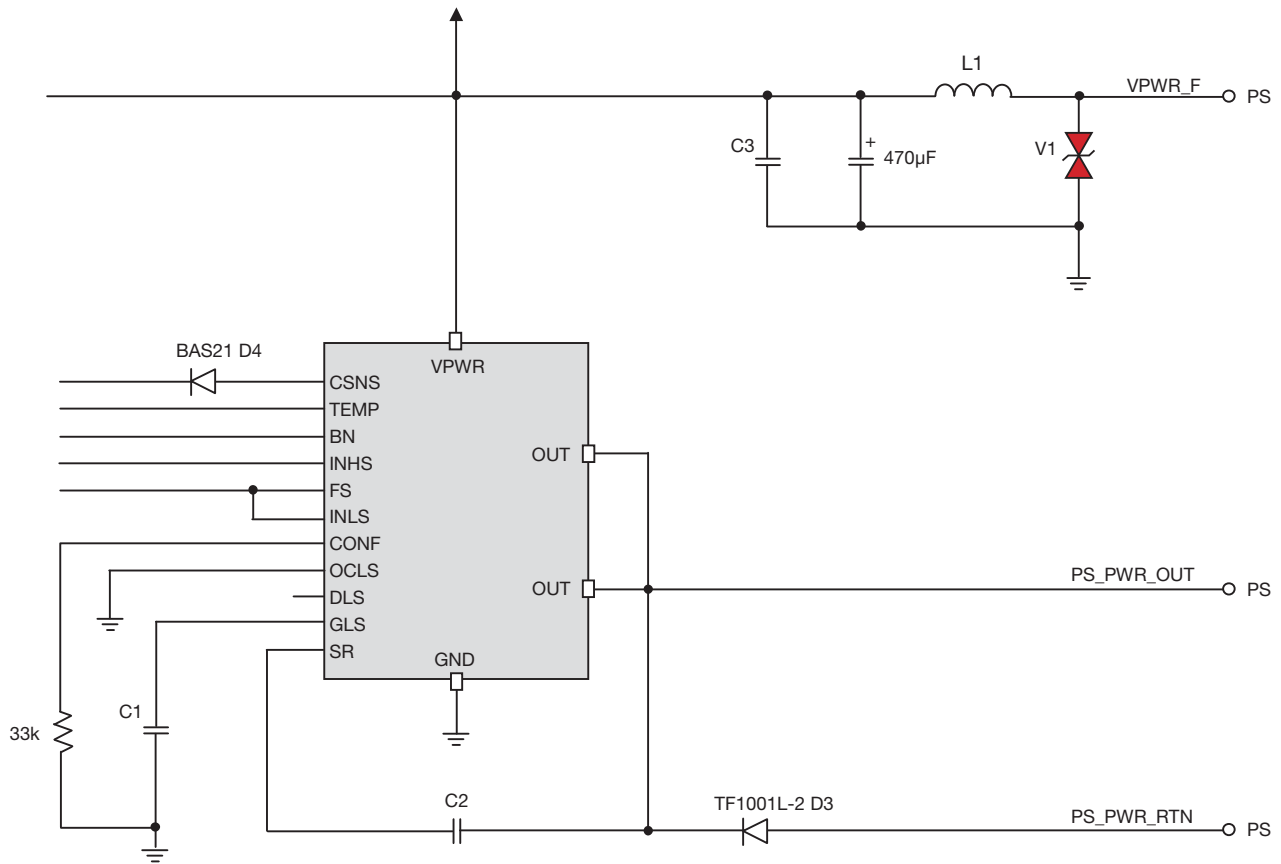 L1
VPWR_F
PS
C3
+
470µF
V1
BAS21 D4
VPWR
CSNS
TEMP
BN
INHS
FS
INLS
CONF
OCLS
DLS
GLS
SR
OUT
OUT
GND
PS_PWR_OUT
PS
33k
C1
C2
TF1001L-2 D3
PS_PWR_RTN
PS